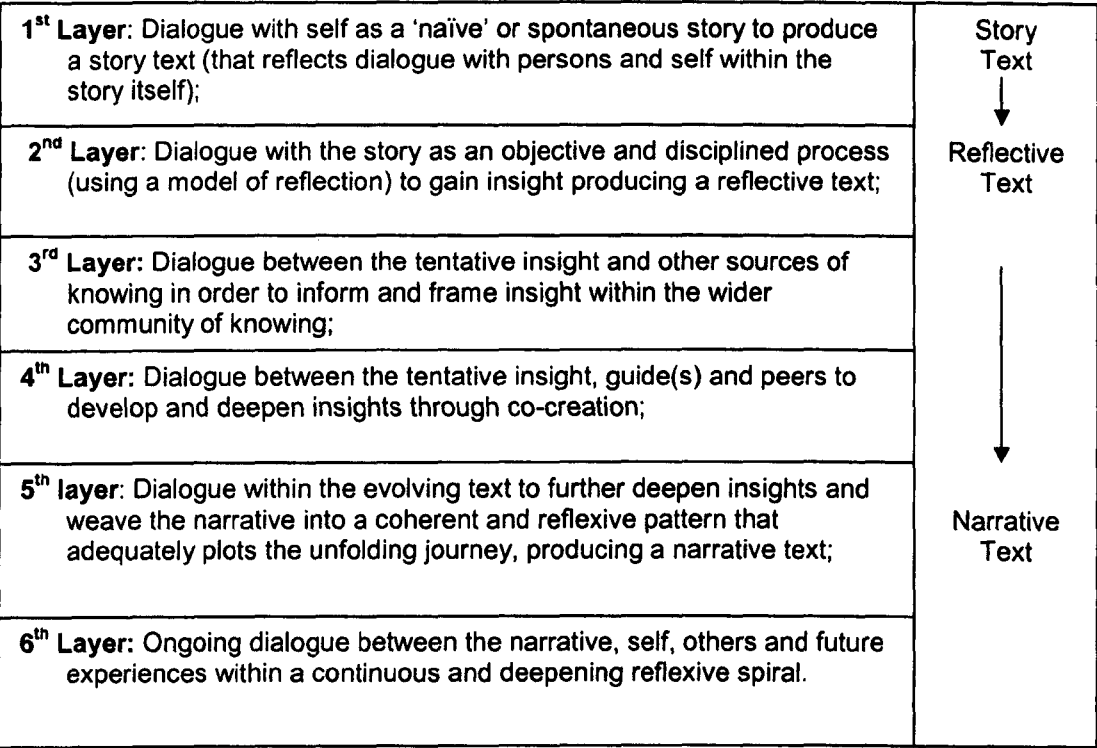 1st Layer: Dialogue with self as a ‘naïve’ or spontaneous story to produce
a story text (that reflects dialogue with persons and self within the
story itself);
Story
Text
2nd Layer: Dialogue with the story as an objective and disciplined process
(using a model of reflection) to gain insight producing a reflective text;
Reflective
Text
3rd Layer: Dialogue between the tentative insight and other sources of
knowing in order to inform and frame insight within the wider
community of knowing;
4th Layer: Dialogue between the tentative insight, guide(s) and peers to
develop and deepen insights through co-creation;
5th layer: Dialogue within the evolving text to further deepen insights and
weave the narrative into a coherent and reflexive pattern that
adequately plots the unfolding journey, producing a narrative text;
Narrative
Text
6th Layer: Ongoing dialogue between the narrative, self, others and future
experiences within a continuous and deepening reflexive spiral.